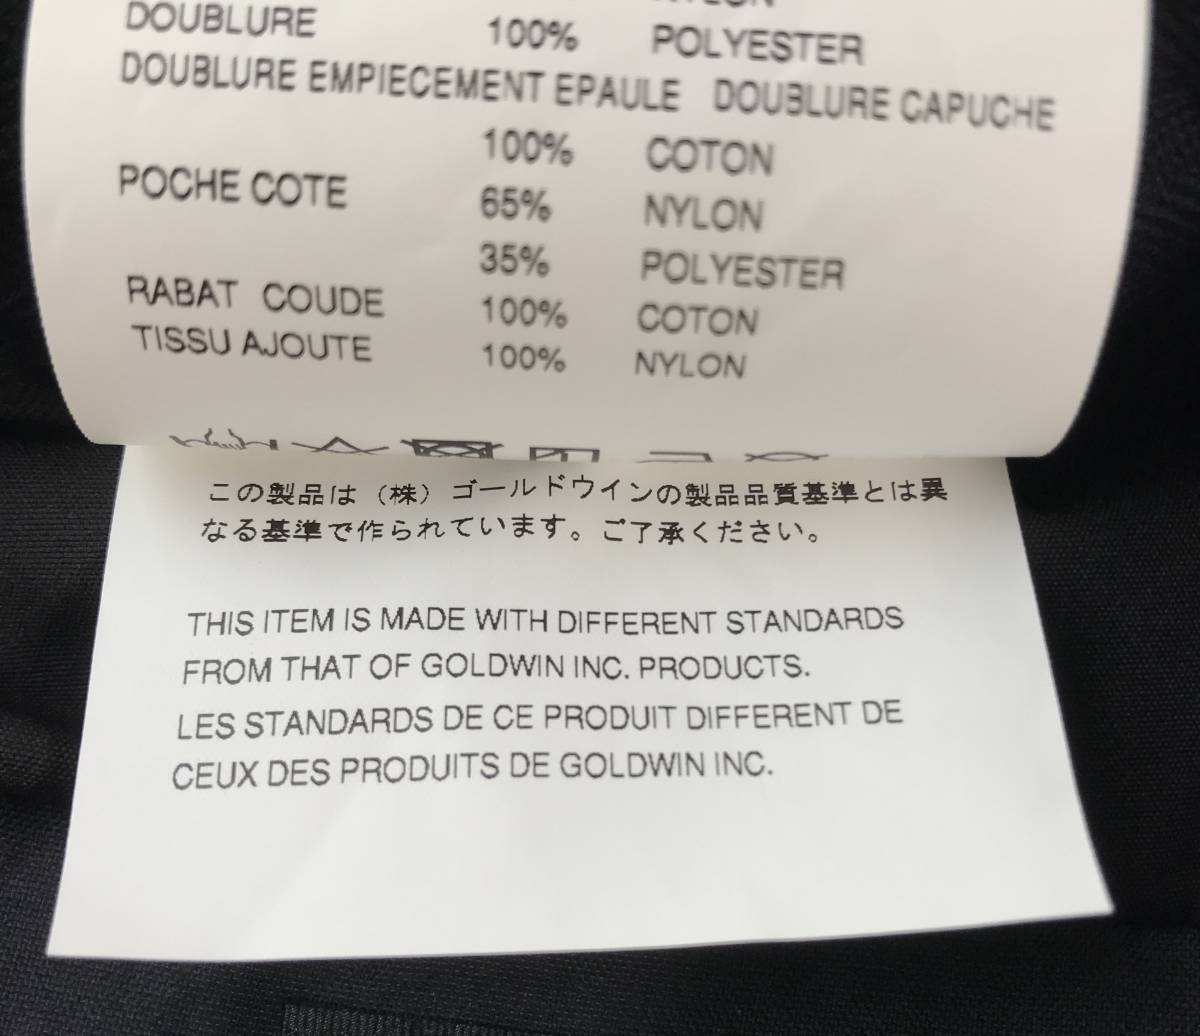 DOUBLURE 100% POLYESTER
DOUBLURE EMPIECEMENT EPAULE DOUBLURE CAPUCHE
100% COTON
POCHE COTE 65% NYLON
35% POLYESTER
RABAT COUDE 100% COTON
TISSU AJOUTE 100% NYLON
この製品は（株）ゴールドウインの製品品質基準とは異
なる基準で作られています。ご了承ください。
THIS ITEM IS MADE WITH DIFFERENT STANDARDS
FROM THAT OF GOLDWIN INC. PRODUCTS.
LES STANDARDS DE CE PRODUIT DIFFERENT DE
CEUX DES PRODUITS DE GOLDWIN INC.